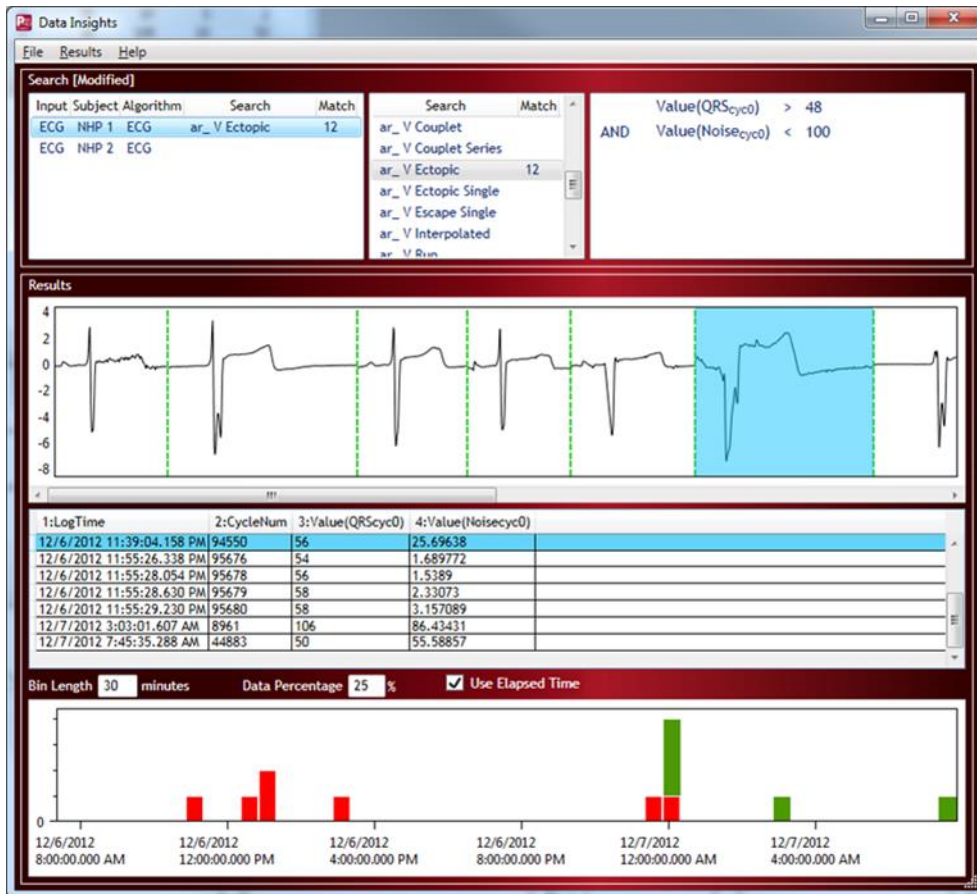 Data Insights
File Results Help
Search [Modified]
Input Subject Algorithm Search Match
ECG NHP 1 ECG ar_ V Ectopic 12
ECG NHP 2 ECG
Search Match
ar_ V Couplet
ar_ V Couplet Series
ar_ V Ectopic 12
ar_ V Ectopic Single
ar_ V Escape Single
ar_ V Interpolated
ar_ V Run
Value(QRScyc0) > 48
AND Value(Noisecyc0) < 100
Results
4
2
0
-2
-4
-6
-8
1:LogTime 2:CycleNum 3:Value(QRScyc0) 4:Value(Noisecyc0)
12/6/2012 11:39:04.158 PM 94550 56 25.69638
12/6/2012 11:55:26.338 PM 95676 54 1.689772
12/6/2012 11:55:28.054 PM 95678 56 1.5389
12/6/2012 11:55:28.630 PM 95679 58 2.33073
12/6/2012 11:55:29.230 PM 95680 58 3.157089
12/7/2012 3:03:01.607 AM 8961 106 86.43431
12/7/2012 7:45:35.288 AM 44883 50 55.58857
Bin Length 30 minutes Data Percentage 25 % Use Elapsed Time
0
12/6/2012 12/6/2012 12/6/2012 12/6/2012 12/7/2012 12/7/2012
8:00:00.000 AM 12:00:00.000 PM 4:00:00.000 PM 8:00:00.000 PM 12:00:00.000 AM 4:00:00.000 AM